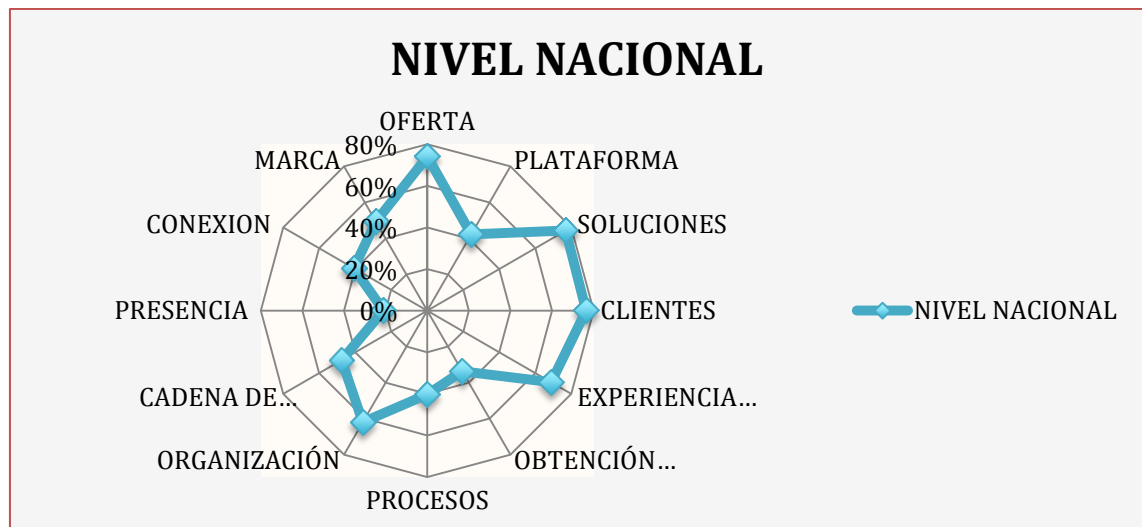 NIVEL NACIONAL
OFERTA
80%
MARCA
PLATAFORMA
60%
CONEXION
40%
SOLUCIONES
20%
PRESENCIA
0%
CLIENTES
NIVEL NACIONAL
CADENA DE...
EXPERIENCIA...
ORGANIZACIÓN
OBTENCIÓN...
PROCESOS